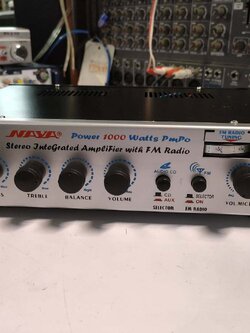 NAVA® Power 1000 Watts PmPo
Stereo InteGrated AmpliFier with FM Radio
FM RADIO
TUNING
AUDIO CD
FM
CD
AUX
SELECTOR
ON
TREBLE
BALANCE
VOLUME
SELECTOR
FM RADIO
VOL.MIC